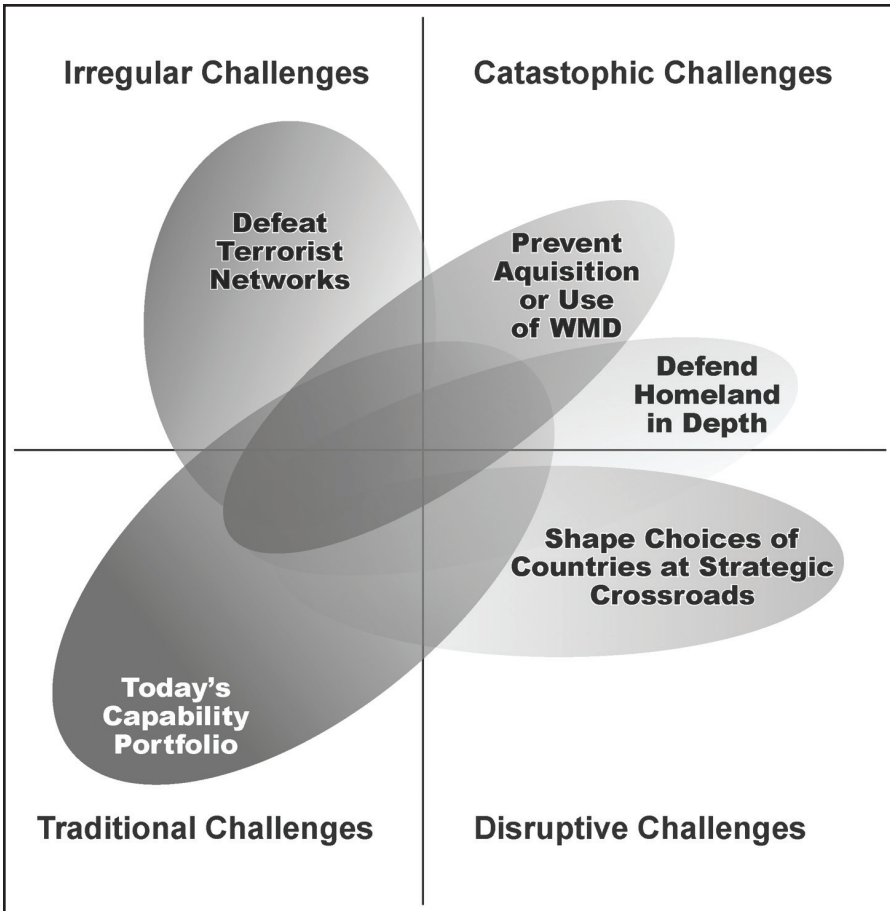 Irregular Challenges
Catastophic Challenges
Defeat
Terrorist
Networks
Prevent
Aquisition
or Use
of WMD
Defend
Homeland
in Depth
Shape Choices of
Countries at Strategic
Crossroads
Today’s
Capability
Portfolio
Traditional Challenges
Disruptive Challenges